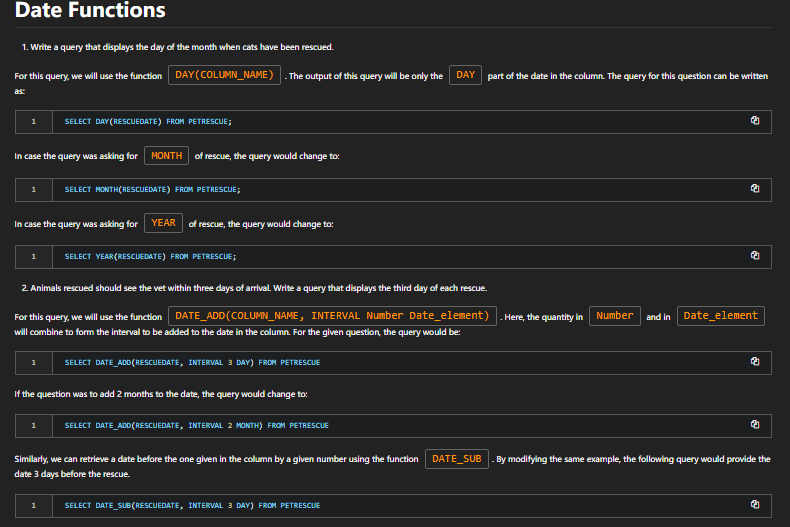 Date Functions
1. Write a query that displays the day of the month when cats have been rescued.
For this query, we will use the function DAY(COLUMN_NAME) . The output of this query will be only the DAY part of the date in the column. The query for this question can be written
as:
1 SELECT DAY(RESCUEDATE) FROM PETRESCUE;
In case the query was asking for MONTH of rescue, the query would change to:
1 SELECT MONTH(RESCUEDATE) FROM PETRESCUE;
In case the query was asking for YEAR of rescue, the query would change to:
1 SELECT YEAR(RESCUEDATE) FROM PETRESCUE;
2. Animals rescued should see the vet within three days of arrival. Write a query that displays the third day of each rescue.
For this query, we will use the function DATE_ADD(COLUMN_NAME, INTERVAL Number Date_element) . Here, the quantity in Number and in Date_element
will combine to form the interval to be added to the date in the column. For the given question, the query would be:
1 SELECT DATE_ADD(RESCUEDATE, INTERVAL 3 DAY) FROM PETRESCUE
If the question was to add 2 months to the date, the query would change to:
1 SELECT DATE_ADD(RESCUEDATE, INTERVAL 2 MONTH) FROM PETRESCUE
Similarly, we can retrieve a date before the one given in the column by a given number using the function DATE_SUB . By modifying the same example, the following query would provide the
date 3 days before the rescue.
1 SELECT DATE_SUB(RESCUEDATE, INTERVAL 3 DAY) FROM PETRESCUE